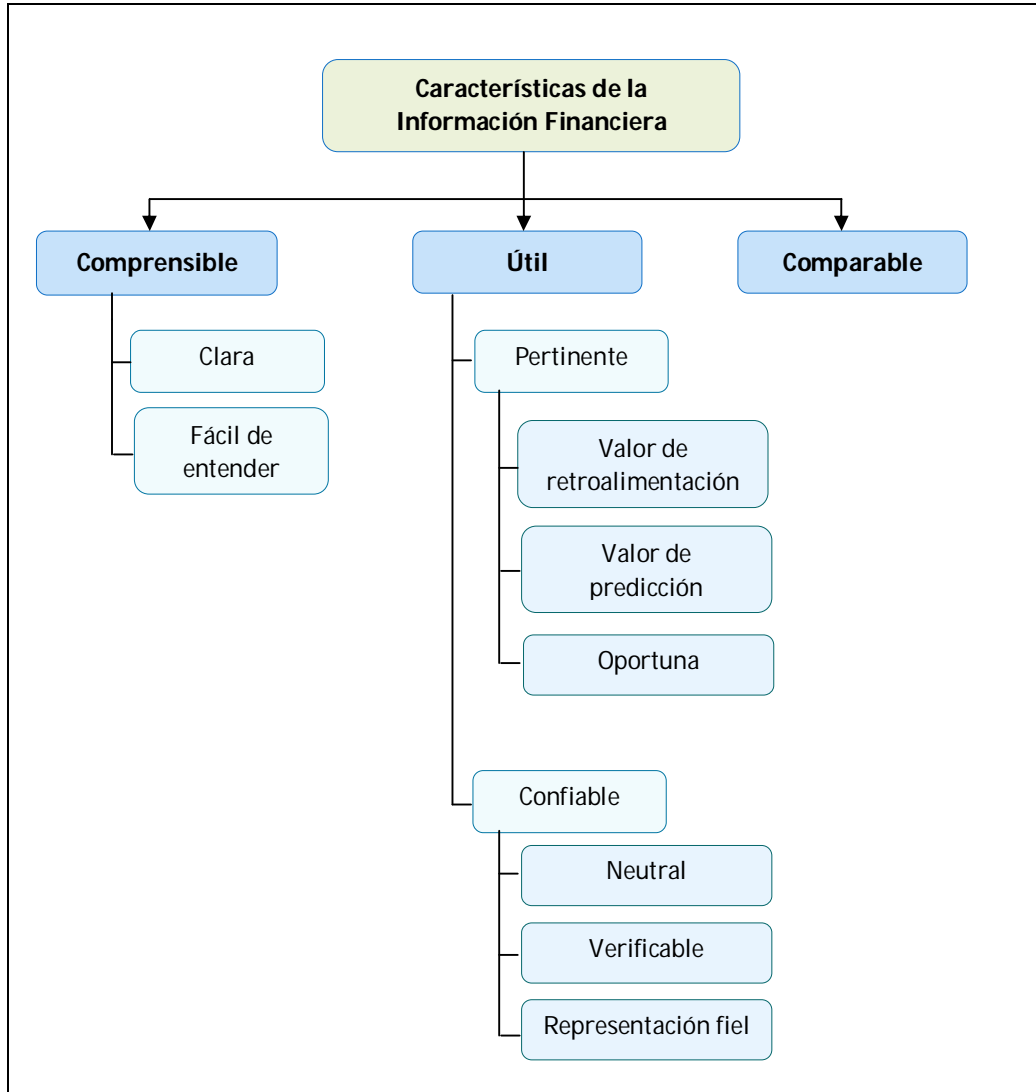 Características de la
Información Financiera
Comprensible
Útil
Comparable
Clara
Fácil de
entender
Pertinente
Valor de
retroalimentación
Valor de
predicción
Oportuna
Confiable
Neutral
Verificable
Representación fiel